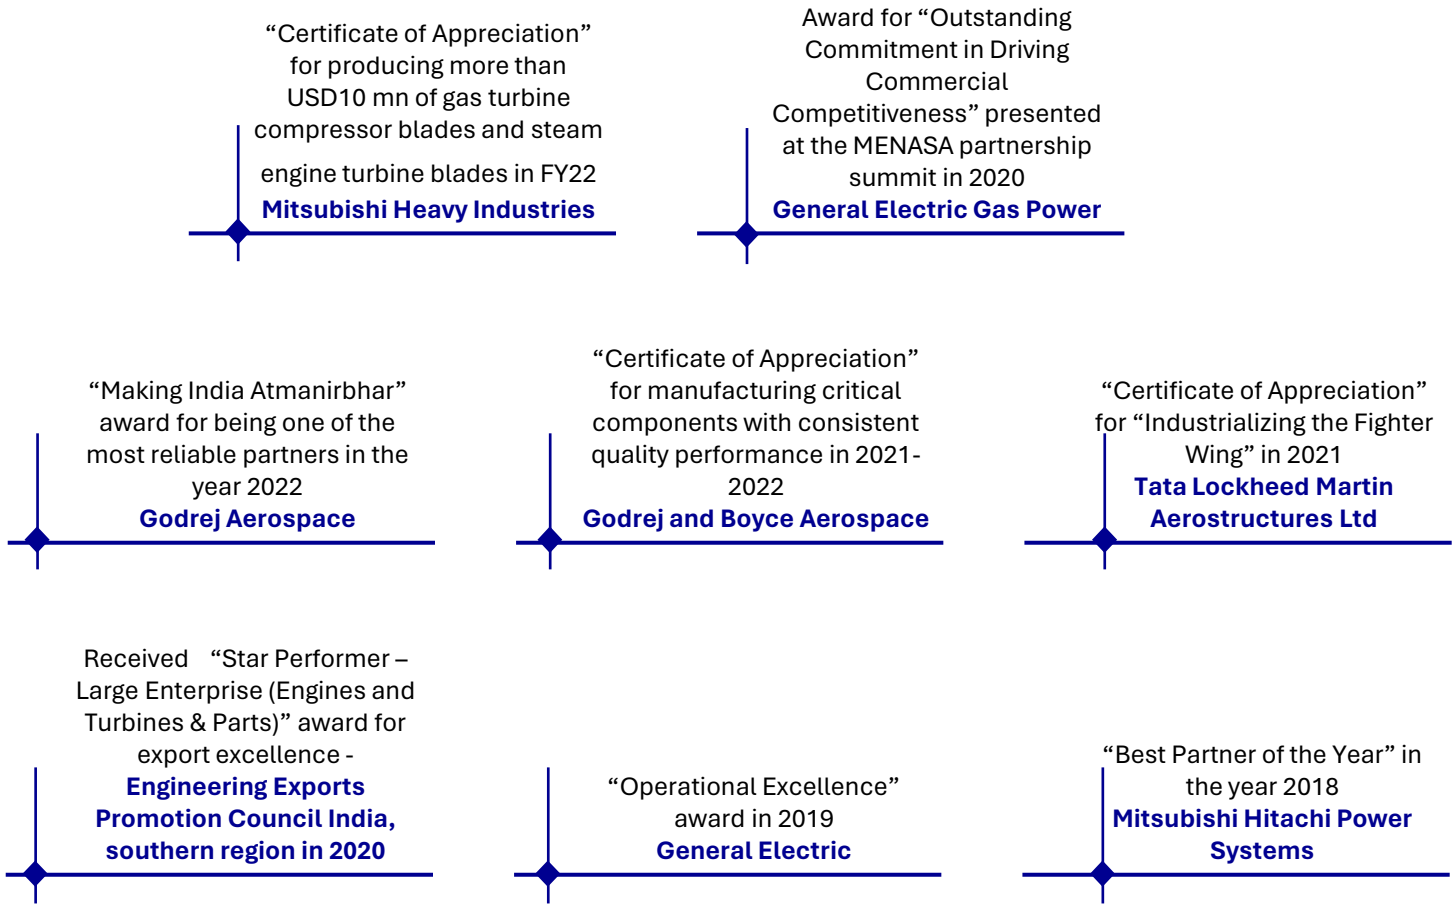 “Certificate of Appreciation”
for producing more than
USD10 mn of gas turbine
compressor blades and steam
engine turbine blades in FY22
Mitsubishi Heavy Industries
Award for “Outstanding
Commitment in Driving
Commercial
Competitiveness” presented
at the MENASA partnership
summit in 2020
General Electric Gas Power
“Making India Atmanirbhar”
award for being one of the
most reliable partners in the
year 2022
Godrej Aerospace
“Certificate of Appreciation”
for manufacturing critical
components with consistent
quality performance in 2021-
2022
Godrej and Boyce Aerospace
“Certificate of Appreciation”
for “Industrializing the Fighter
Wing” in 2021
Tata Lockheed Martin
Aerostructures Ltd
Received “Star Performer –
Large Enterprise (Engines and
Turbines & Parts)” award for
export excellence -
Engineering Exports
Promotion Council India,
southern region in 2020
“Operational Excellence”
award in 2019
General Electric
“Best Partner of the Year” in
the year 2018
Mitsubishi Hitachi Power
Systems